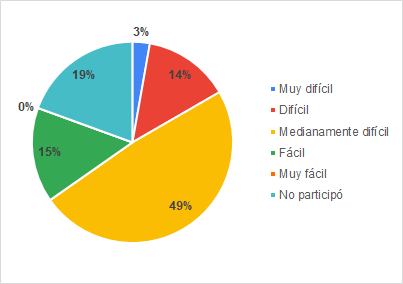 3%
14%
49%
15%
0%
19%
Muy difícil
Difícil
Medianamente difícil
Fácil
Muy fácil
No participó